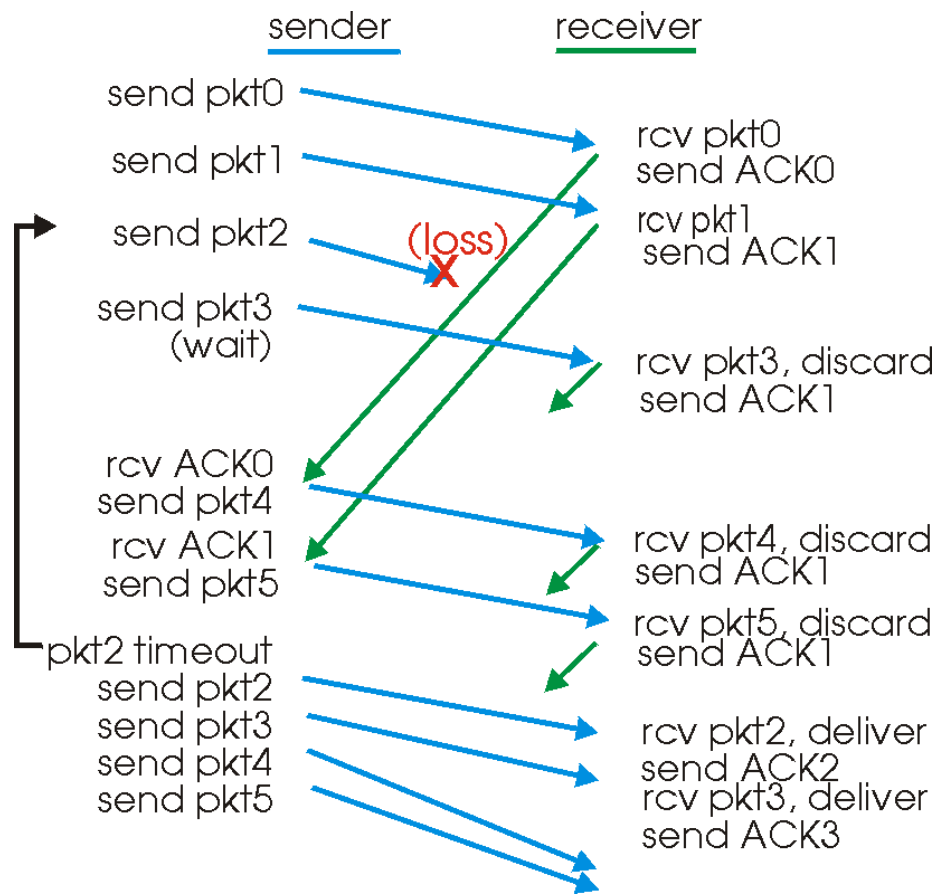 sender
receiver
send pkt0
send pkt1
send pkt2
send pkt3
(wait)
(loss)
X
rcv ACK0
send pkt4
rcv ACK1
send pkt5
pkt2 timeout
send pkt2
send pkt3
send pkt4
send pkt5
rcv pkt0
send ACK0
rcv pkt1
send ACK1
rcv pkt3, discard
send ACK1
rcv pkt4, discard
send ACK1
rcv pkt5, discard
send ACK1
rcv pkt2, deliver
send ACK2
rcv pkt3, deliver
send ACK3